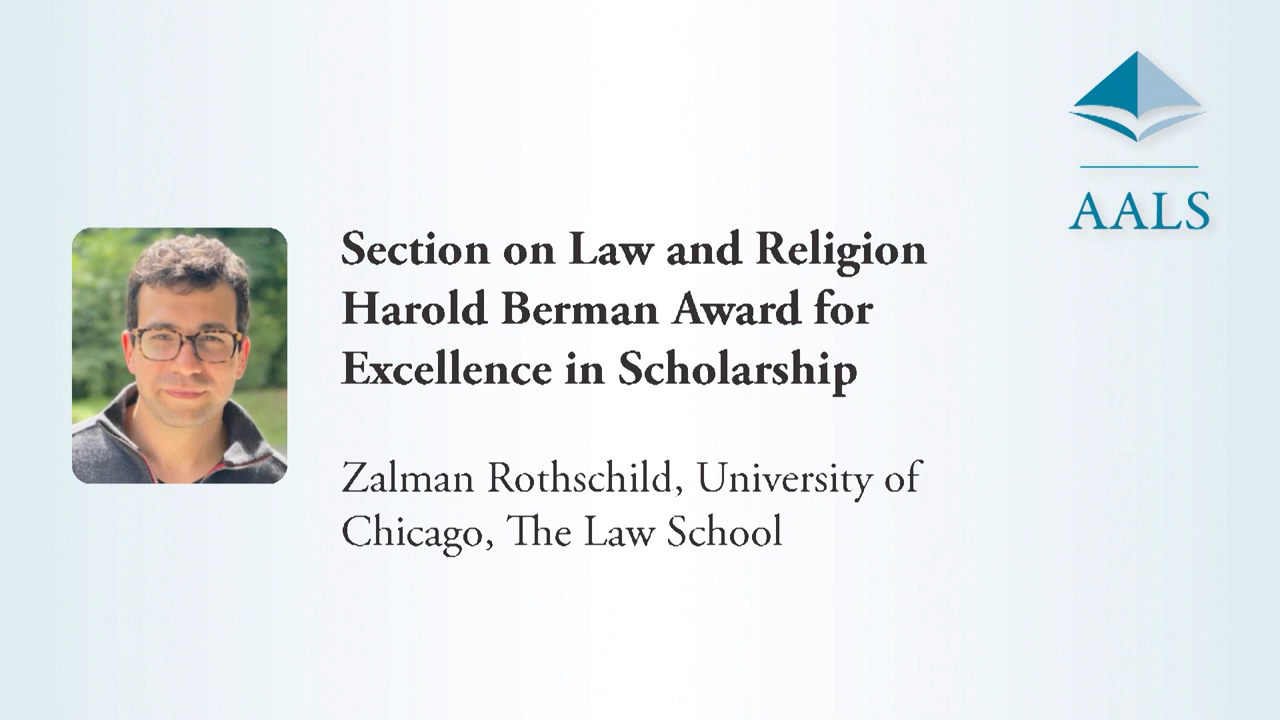 AALS
Section on Law and Religion
Harold Berman Award for
Excellence in Scholarship
Zalman Rothschild, University of
Chicago, The Law School